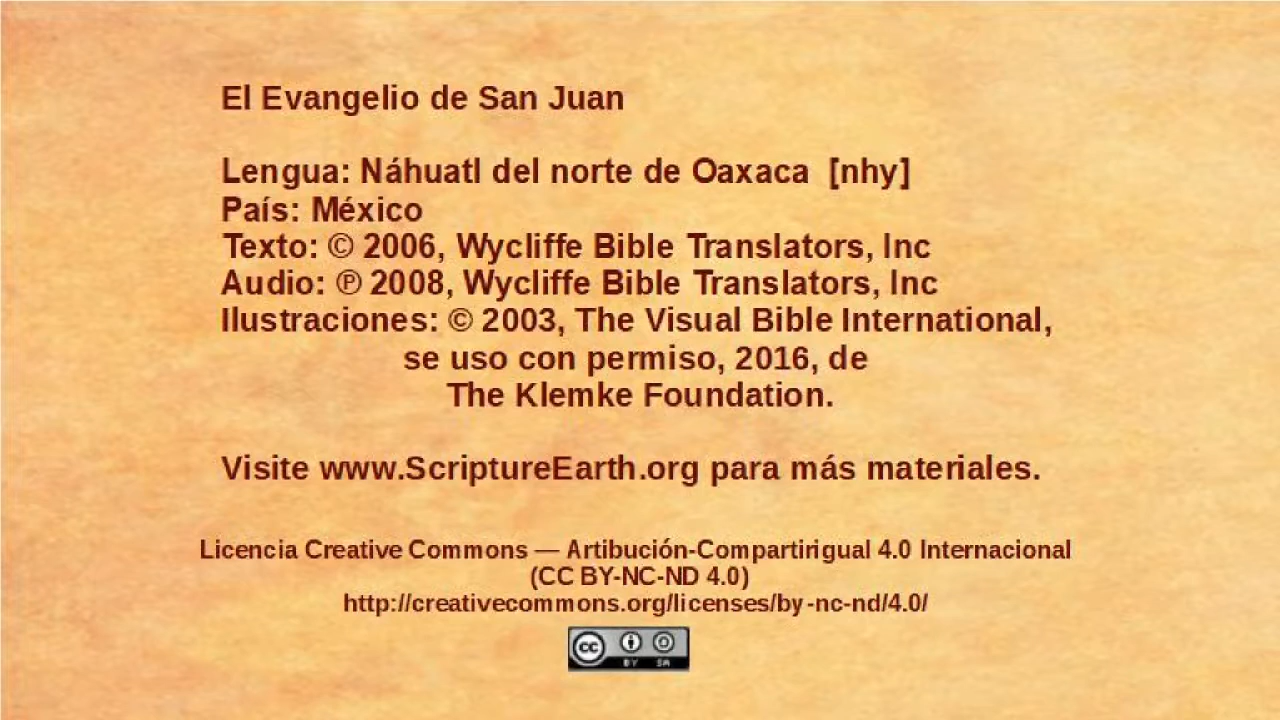 El Evangelio de San Juan
Lengua: Náhuatl del norte de Oaxaca [nhy]
País: México
Texto: © 2006, Wycliffe Bible Translators, Inc
Audio: ℗ 2008, Wycliffe Bible Translators, Inc
Ilustraciones: © 2003, The Visual Bible International,
se uso con permiso, 2016, de
The Klemke Foundation.
Visite www.ScriptureEarth.org para más materiales.
Licencia Creative Commons — Artibución-Compartirigual 4.0 Internacional
(CC BY-NC-ND 4.0)
http://creativecommons.org/licenses/by-nc-nd/4.0/
cc BY SA